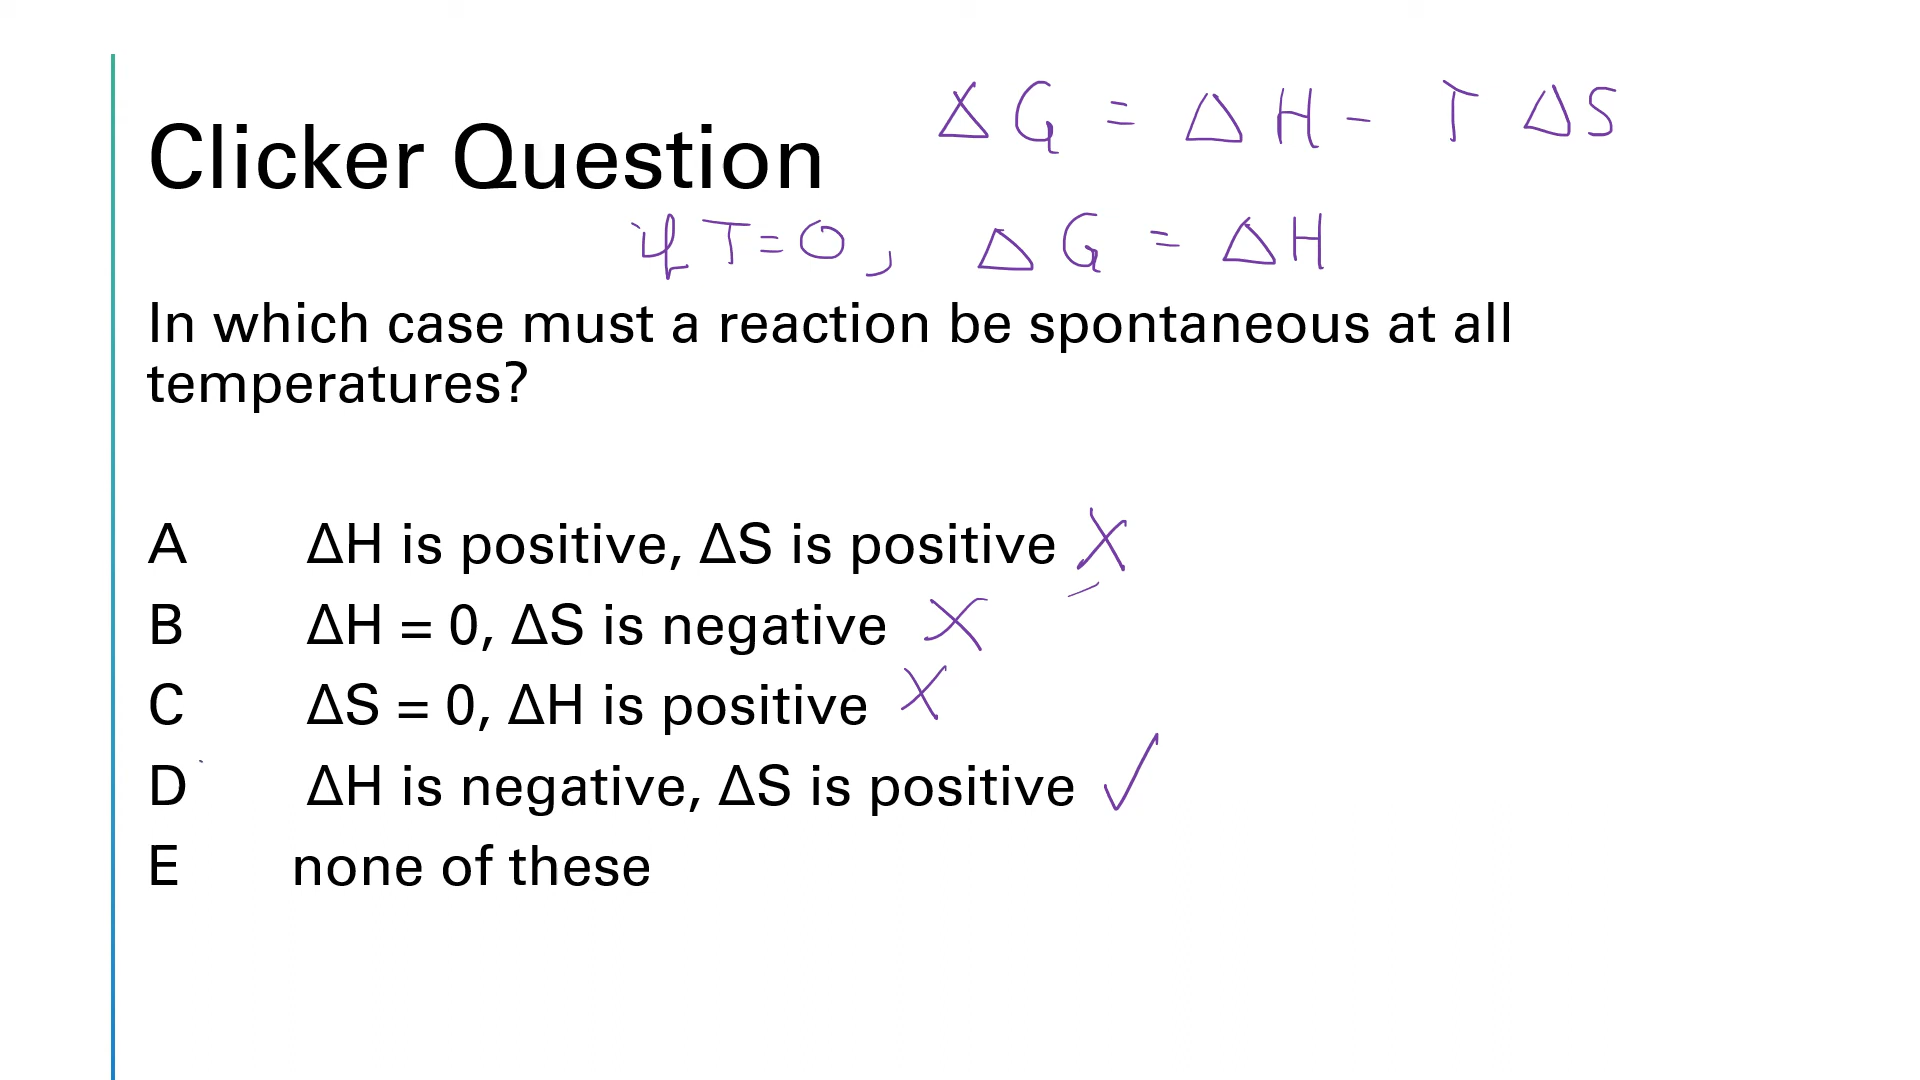 ΔG = ΔH - TΔS
Clicker Question
if T=0, ΔG = ΔH
In which case must a reaction be spontaneous at all
temperatures?
A ΔH is positive, ΔS is positive X
B ΔH = 0, ΔS is negative X
C ΔS = 0, ΔH is positive X
D ΔH is negative, ΔS is positive ✓
E none of these